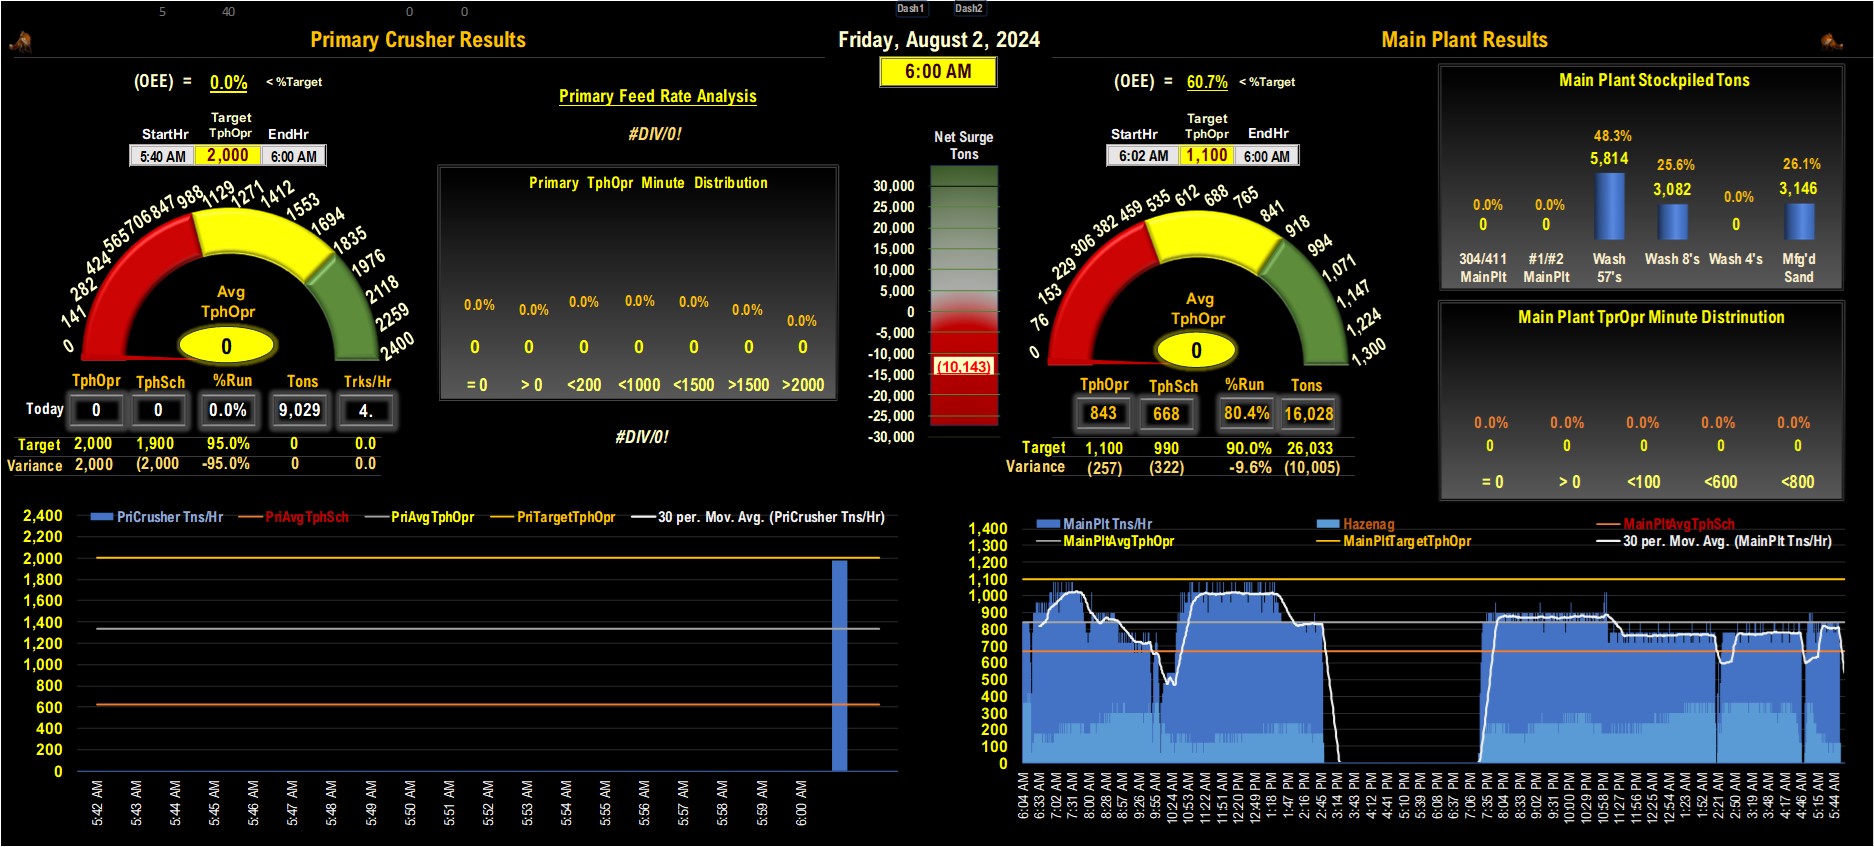 5 40 0 0 Dash1 Dash2
Primary Crusher Results
Friday, August 2, 2024
6:00 AM
Main Plant Results
(OEE) = 0.0% < %Target
Target
StartHr TphOpr EndHr
5:40 AM 2,000 6:00 AM
0 141 282 424 565 706 847 988 1129 1271 1412 1553 1694 1835 1976 2118 2259 2400
Avg
TphOpr
0
TphOpr TphSch %Run Tons Trks/Hr
Today 0 0 0.0% 9,029 4.
Target 2,000 1,900 95.0% 0 0.0
Variance 2,000 (2,000 -95.0% 0 0.0
Primary Feed Rate Analysis
#DIV/0!
Primary TphOpr Minute Distribution
0.0% 0.0% 0.0% 0.0% 0.0% 0.0% 0.0%
0 0 0 0 0 0 0
= 0 > 0 <200 <1000 <1500 >1500 >2000
#DIV/0!
Net Surge
Tons
30,000
25,000
20,000
15,000
10,000
5,000
0
-5,000
-10,000
(10,143)
-15,000
-20,000
-25,000
-30,000
(OEE) = 60.7% < %Target
Target
StartHr TphOpr EndHr
6:02 AM 1,100 6:00 AM
0 76 153 229 306 382 459 535 612 688 765 841 918 994 1,071 1,147 1,224 1,300
Avg
TphOpr
0
TphOpr TphSch %Run Tons
843 668 80.4% 16,028
Target 1,100 990 90.0% 26,033
Variance (257) (322) -9.6% (10,005)
Main Plant Stockpiled Tons
0.0% 0.0% 48.3% 25.6% 0.0% 26.1%
0 0 5,814 3,082 0 3,146
304/411 #1/#2 Wash Wash 8's Wash 4's Mfg'd
MainPlt MainPlt 57's Sand
Main Plant TprOpr Minute Distrinution
0.0% 0.0% 0.0% 0.0% 0.0%
0 0 0 0 0
= 0 > 0 <100 <600 <800
PriCrusher Tns/Hr PriAvgTphSch PriAvgTphOpr PriTargetTphOpr 30 per. Mov. Avg. (PriCrusher Tns/Hr)
2,400
2,200
2,000
1,800
1,600
1,400
1,200
1,000
800
600
400
200
0
5:42 AM 5:43 AM 5:44 AM 5:45 AM 5:46 AM 5:47 AM 5:48 AM 5:49 AM 5:50 AM 5:51 AM 5:52 AM 5:53 AM 5:54 AM 5:55 AM 5:56 AM 5:57 AM 5:58 AM 5:59 AM 6:00 AM
MainPlt Tns/Hr Hazenag MainPltAvgTphSch
MainPltAvgTphOpr MainPltTargetTphOpr 30 per. Mov. Avg. (MainPlt Tns/Hr)
1,400
1,300
1,200
1,100
1,000
900
800
700
600
500
400
300
200
100
0
6:04 AM 6:33 AM 7:02 AM 7:31 AM 8:00 AM 8:28 AM 8:57 AM 9:26 AM 9:55 AM 10:24 AM 10:53 AM 11:22 AM 11:51 AM 12:20 PM 12:49 PM 1:18 PM 1:47 PM 2:16 PM 2:45 PM 3:14 PM 3:43 PM 4:12 PM 4:41 PM 5:10 PM 5:39 PM 6:08 PM 6:37 PM 7:06 PM 7:35 PM 8:04 PM 8:33 PM 9:02 PM 9:31 PM 10:00 PM 10:29 PM 10:58 PM 11:27 PM 11:56 PM 12:25 AM 12:54 AM 1:23 AM 1:52 AM 2:21 AM 2:50 AM 3:19 AM 3:48 AM 4:17 AM 4:46 AM 5:15 AM 5:44 AM